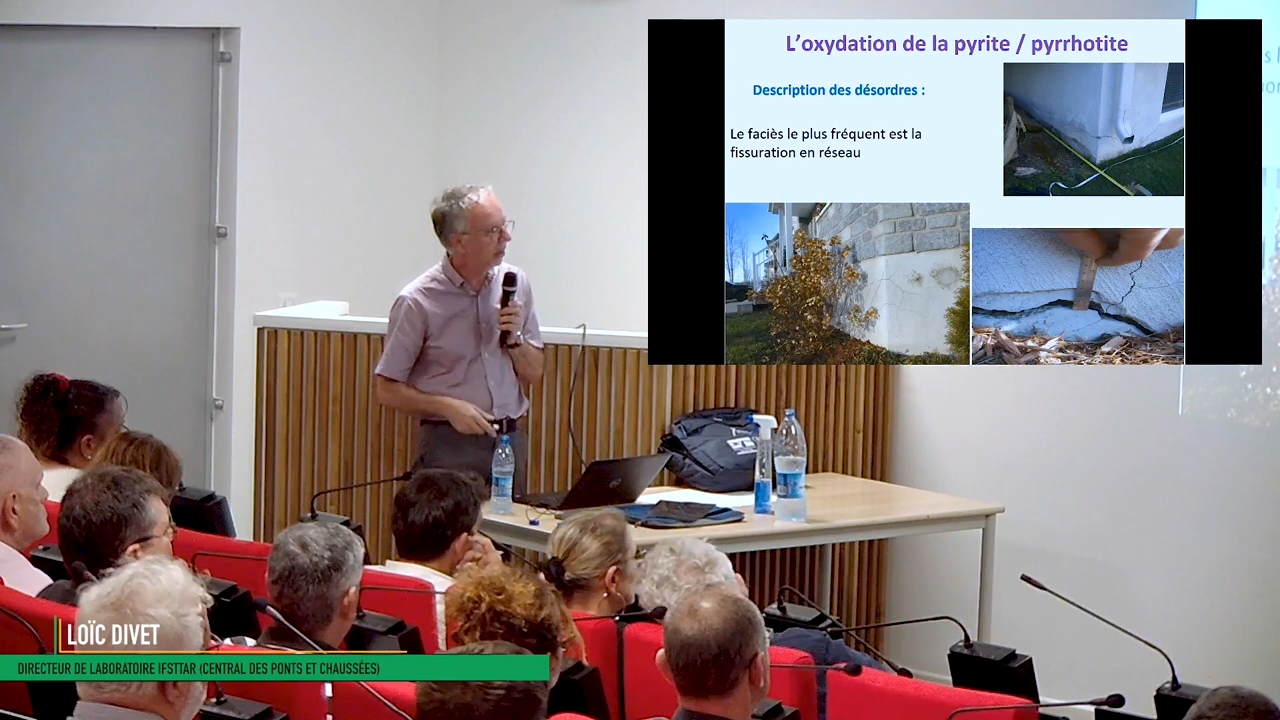 L'oxydation de la pyrite / pyrrhotite
Description des désordres :
Le faciès le plus fréquent est la
fissuration en réseau
LOÏC DIVET
DIRECTEUR DE LABORATOIRE IFSTTAR (CENTRAL DES PONTS ET CHAUSSÉES)